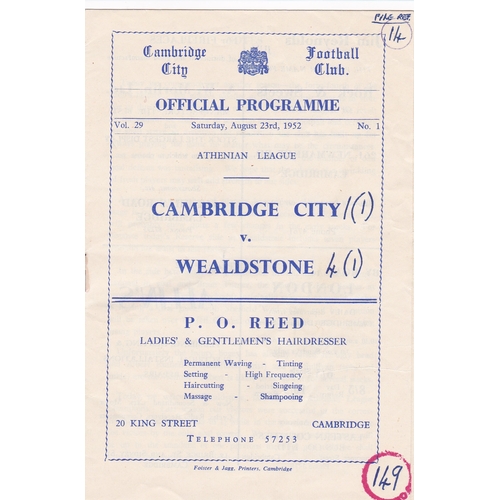 FILE REF.
14
Cambridge City Football Club.
OFFICIAL PROGRAMME
Vol. 29 Saturday, August 23rd, 1952 No. 1
ATHENIAN LEAGUE
CAMBRIDGE CITY 1(1)
v.
WEALDSTONE 4(1)
P. O. REED
LADIES' & GENTLEMEN'S HAIRDRESSER
Permanent Waving - Tinting
Setting - High Frequency
Haircutting - Singeing
Massage - Shampooing
20 KING STREET CAMBRIDGE
TELEPHONE 57253
Foister & Jagg, Printers, Cambridge
149